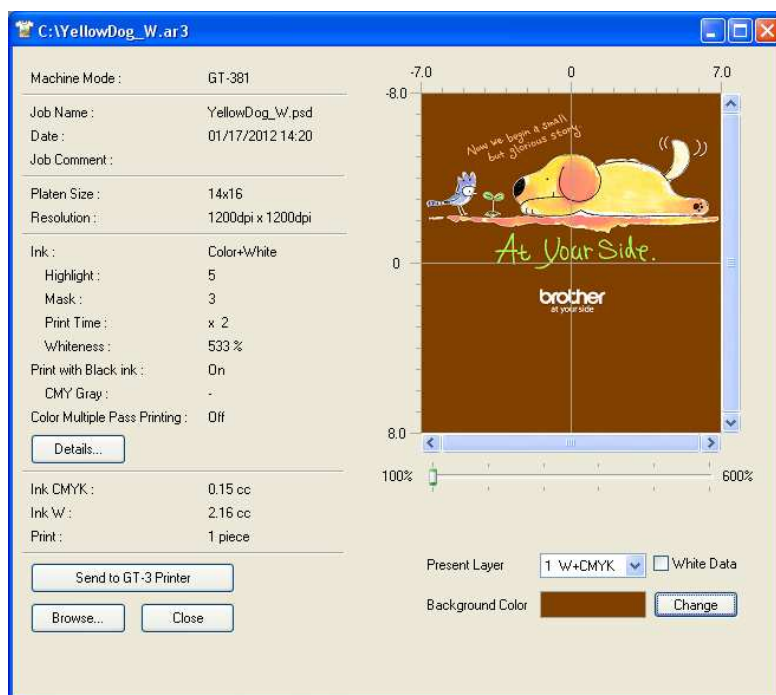 C:\YellowDog_W.ar3
Machine Mode : GT-381
Job Name : YellowDog_W.psd
Date : 01/17/2012 14:20
Job Comment :
Platen Size : 14x16
Resolution : 1200dpi x 1200dpi
Ink : Color+White
Highlight : 5
Mask : 3
Print Time : x 2
Whiteness : 533 %
Print with Black ink : On
CMY Gray : -
Color Multiple Pass Printing : Off
Details...
Ink CMYK : 0.15 cc
Ink W : 2.16 cc
Print : 1 piece
Send to GT-3 Printer
Browse... Close
-7.0 0 7.0
-8.0
Now we begin a small
but glorious story.
At Your Side.
0
brother
at your side
8.0
100% 600%
Present Layer 1 W+CMYK White Data
Background Color Change